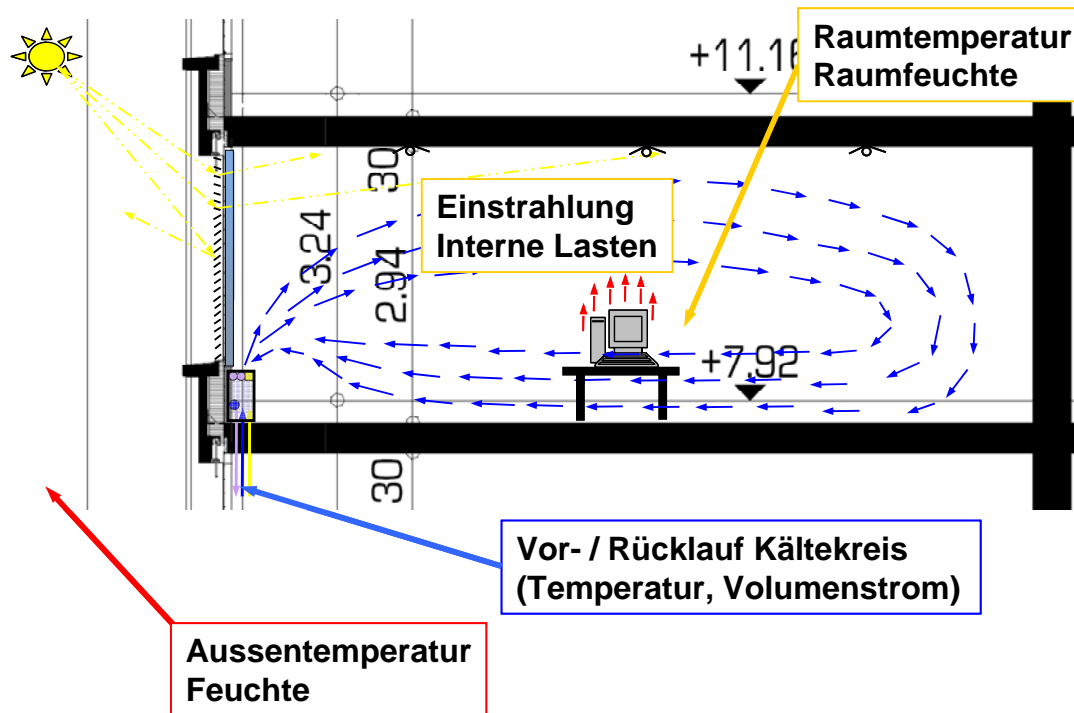 Raumtemperatur
Raumfeuchte
+11.16
30
Einstrahlung
Interne Lasten
3.24
2.94
+7.92
30
Vor- / Rücklauf Kältekreis
(Temperatur, Volumenstrom)
Aussentemperatur
Feuchte